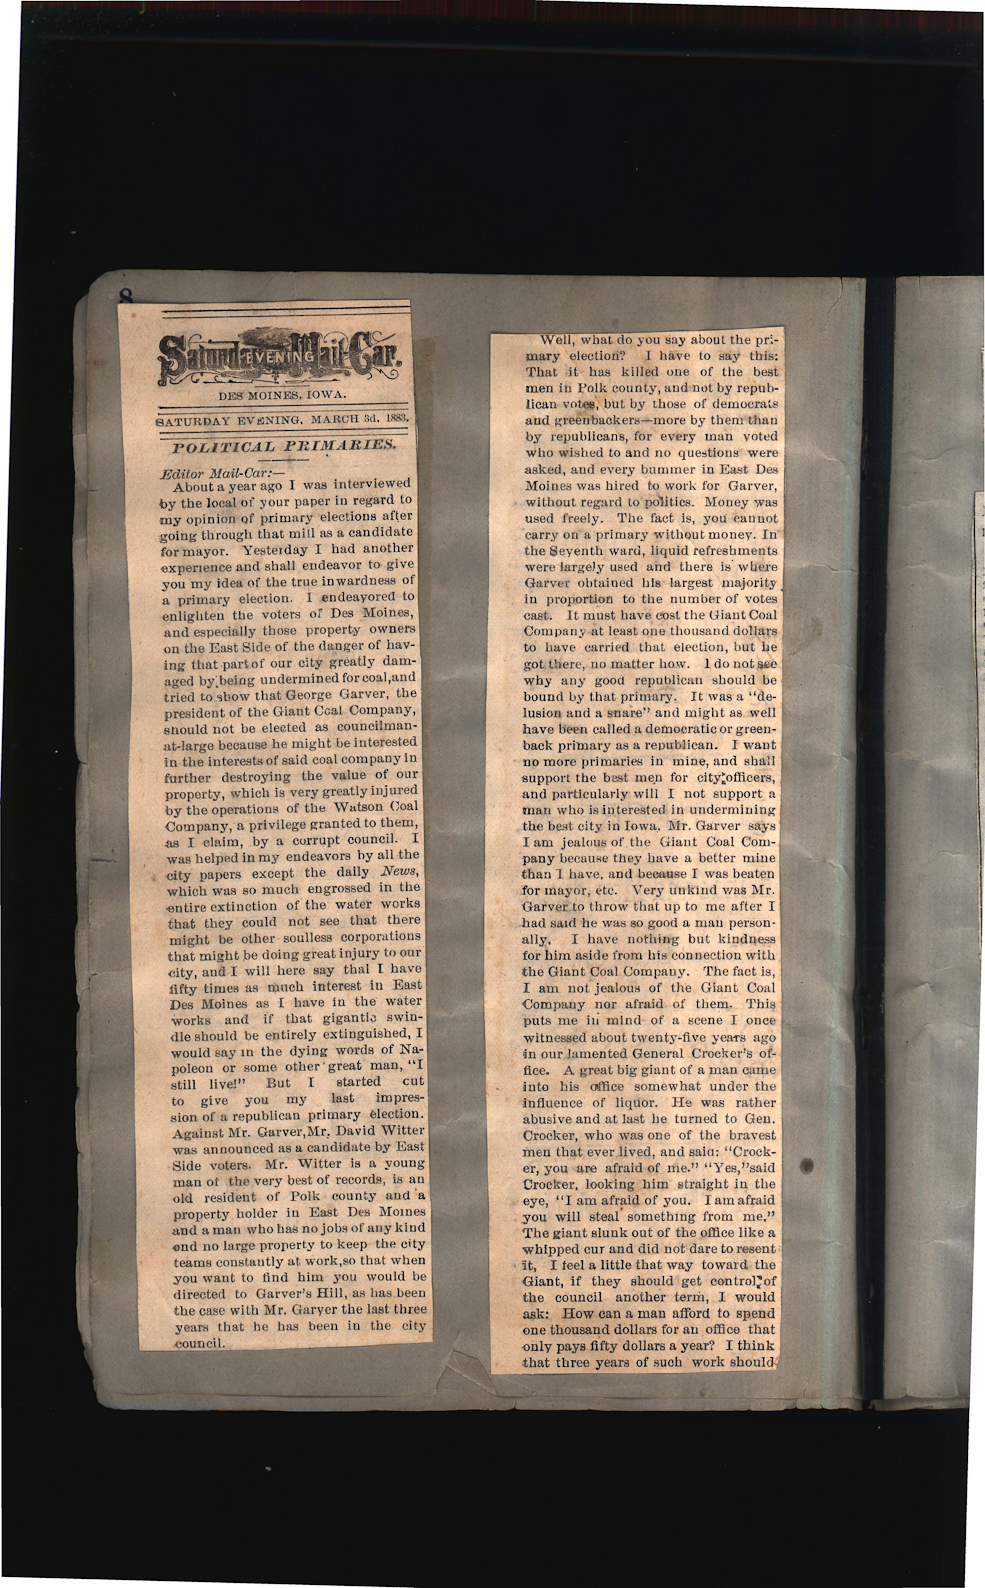 8
Saturday EVENING Mail-Car.
DES MOINES, IOWA.
SATURDAY EVENING, MARCH 3d, 1883.
POLITICAL PRIMARIES.
Editor Mail-Car:—
About a year ago I was interviewed
by the local of your paper in regard to
my opinion of primary elections after
going through that mill as a candidate
for mayor. Yesterday I had another
experience and shall endeavor to give
you my idea of the true inwardness of
a primary election. I endeavored to
enlighten the voters of Des Moines,
and especially those property owners
on the East Side of the danger of hav-
ing that part of our city greatly dam-
aged by being undermined for coal, and
tried to show that George Garver, the
president of the Giant Coal Company,
should not be elected as councilman-
at-large because he might be interested
in the interests of said coal company in
further destroying the value of our
property, which is very greatly injured
by the operations of the Watson Coal
Company, a privilege granted to them,
as I claim, by a corrupt council. I
was helped in my endeavors by all the
city papers except the daily News,
which was so much engrossed in the
entire extinction of the water works
that they could not see that there
might be other soulless corporations
that might be doing great injury to our
city, and I will here say thal I have
fifty times as much interest in East
Des Moines as I have in the water
works and if that gigantic swin-
dle should be entirely extinguished, I
would say in the dying words of Na-
poleon or some other great man, "I
still live!" But I started cut
to give you my last impres-
sion of a republican primary election.
Against Mr. Garver, Mr. David Witter
was announced as a candidate by East
Side voters. Mr. Witter is a young
man of the very best of records, is an
old resident of Polk county and a
property holder in East Des Moines
and a man who has no jobs of any kind
ond no large property to keep the city
teams constantly at work, so that when
you want to find him you would be
directed to Garver's Hill, as has been
the case with Mr. Garver the last three
years that he has been in the city
council.
Well, what do you say about the pri-
mary election? I have to say this:
That it has killed one of the best
men in Polk county, and not by repub-
lican votes, but by those of democrats
and greenbackers—more by them than
by republicans, for every man voted
who wished to and no questions were
asked, and every bummer in East Des
Moines was hired to work for Garver,
without regard to politics. Money was
used freely. The fact is, you cannot
carry on a primary without money. In
the Seventh ward, liquid refreshments
were largely used and there is where
Garver obtained his largest majority
in proportion to the number of votes
cast. It must have cost the Giant Coal
Company at least one thousand dollars
to have carried that election, but he
got there, no matter how. I do not see
why any good republican should be
bound by that primary. It was a "de-
lusion and a snare" and might as well
have been called a democratic or green-
back primary as a republican. I want
no more primaries in mine, and shall
support the best men for city officers,
and particularly will I not support a
man who is interested in undermining
the best city in Iowa. Mr. Garver says
I am jealous of the Giant Coal Com-
pany because they have a better mine
than I have, and because I was beaten
for mayor, etc. Very unkind was Mr.
Garver to throw that up to me after I
had said he was so good a man person-
ally. I have nothing but kindness
for him aside from his connection with
the Giant Coal Company. The fact is,
I am not jealous of the Giant Coal
Company nor afraid of them. This
puts me in mind of a scene I once
witnessed about twenty-five years ago
in our lamented General Crocker's of-
fice. A great big giant of a man came
into his office somewhat under the
influence of liquor. He was rather
abusive and at last he turned to Gen.
Crocker, who was one of the bravest
men that ever lived, and said: "Crock-
er, you are afraid of me." "Yes," said
Crocker, looking him straight in the
eye, "I am afraid of you. I am afraid
you will steal something from me."
The giant slunk out of the office like a
whipped cur and did not dare to resent
it, I feel a little that way toward the
Giant, if they should get control of
the council another term, I would
ask: How can a man afford to spend
one thousand dollars for an office that
only pays fifty dollars a year? I think
that three years of such work should